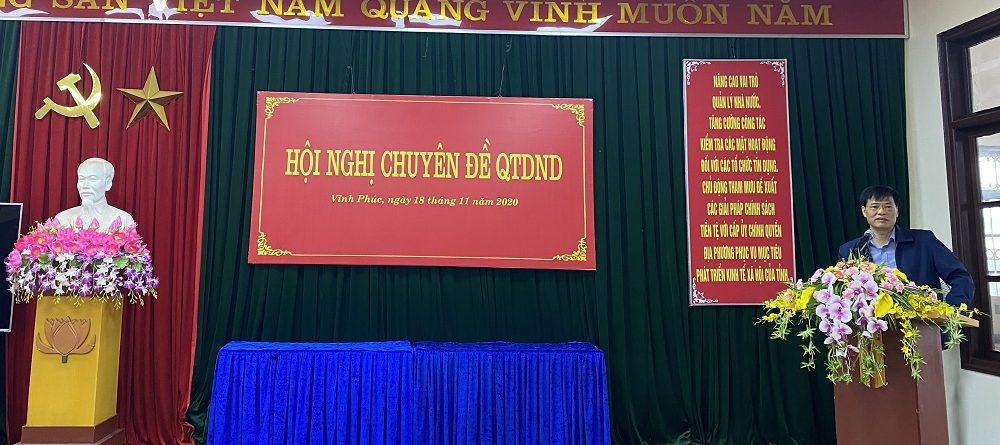 NG SẢN VIỆT NAM QUANG VINH MUÔN NĂM
HỘI NGHỊ CHUYÊN ĐỀ QTDND
Vĩnh Phúc, ngày 18 tháng 11 năm 2020
NÂNG CAO VAI TRÒ
QUẢN LÝ NHÀ NƯỚC,
TĂNG CƯỜNG CÔNG TÁC
KIỂM TRA CÁC MẶT HOẠT ĐỘNG
ĐỐI VỚI CÁC TỔ CHỨC TÍN DỤNG,
CHỦ ĐỘNG THAM MƯU ĐỀ XUẤT
CÁC GIẢI PHÁP CHÍNH SÁCH
TIỀN TỆ VỚI CẤP ỦY CHÍNH QUYỀN
ĐỊA PHƯƠNG PHỤC VỤ MỤC TIÊU
PHÁT TRIỂN KINH TẾ XÃ HỘI CỦA TỈNH.